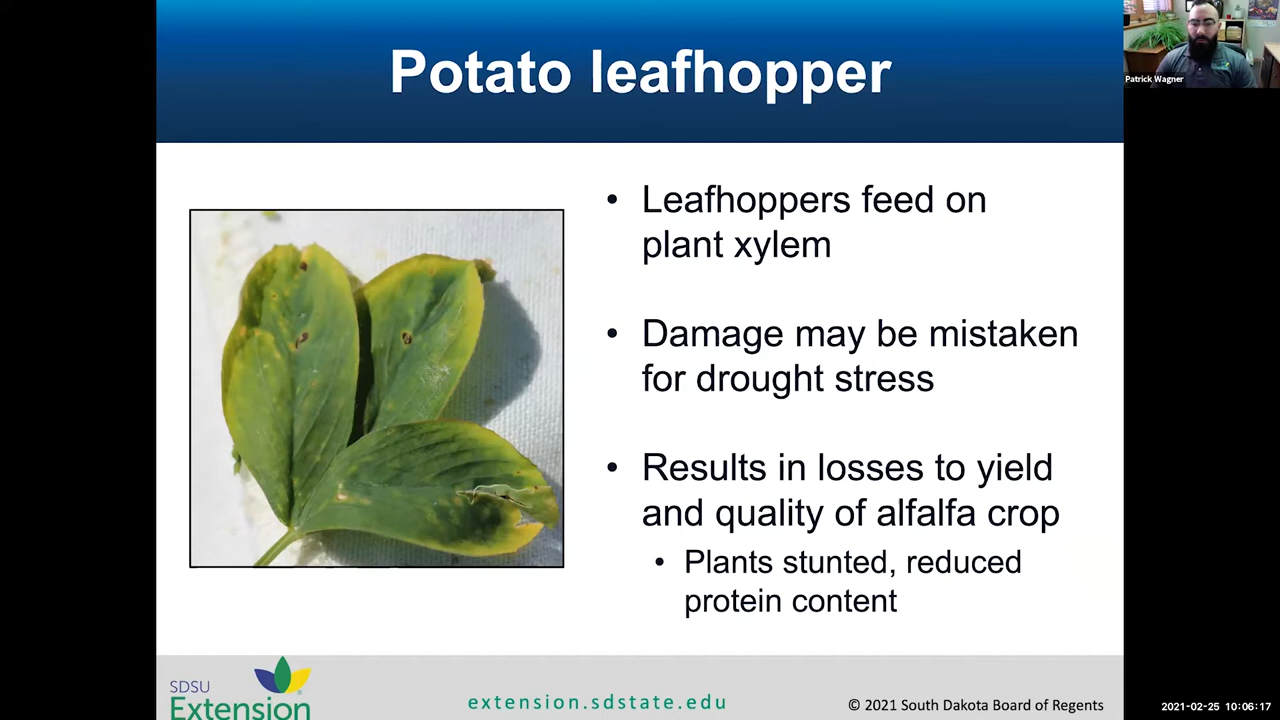 Potato leafhopper
Patrick Wagner
• Leafhoppers feed on
plant xylem
• Damage may be mistaken
for drought stress
• Results in losses to yield
and quality of alfalfa crop
• Plants stunted, reduced
protein content
SDSU
Extension
extension.sdstate.edu
© 2021 South Dakota Board of Regents
2021-02-25 10:06:17